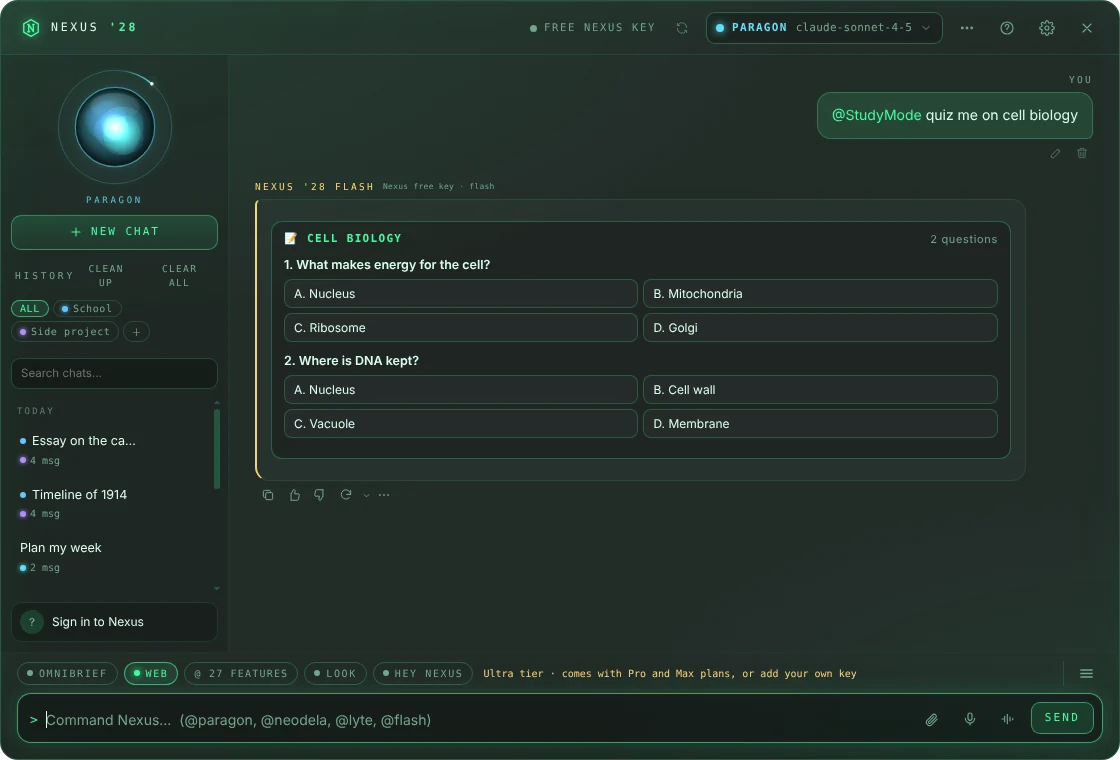 NEXUS '28
FREE NEXUS KEY
PARAGON claude-sonnet-4-5
PARAGON
+ NEW CHAT
HISTORY
CLEAN UP
CLEAR ALL
ALL
School
Side project
+
Search chats...
TODAY
Essay on the ca...
4 msg
Timeline of 1914
4 msg
Plan my week
2 msg
? Sign in to Nexus
YOU
@StudyMode quiz me on cell biology
NEXUS '28 FLASH Nexus free key · flash
CELL BIOLOGY
2 questions
1. What makes energy for the cell?
A. Nucleus
B. Mitochondria
C. Ribosome
D. Golgi
2. Where is DNA kept?
A. Nucleus
B. Cell wall
C. Vacuole
D. Membrane
OMNIBRIEF
WEB
@ 27 FEATURES
LOOK
HEY NEXUS
Ultra tier · comes with Pro and Max plans, or add your own key
> Command Nexus... (@paragon, @neodela, @lyte, @flash)
SEND